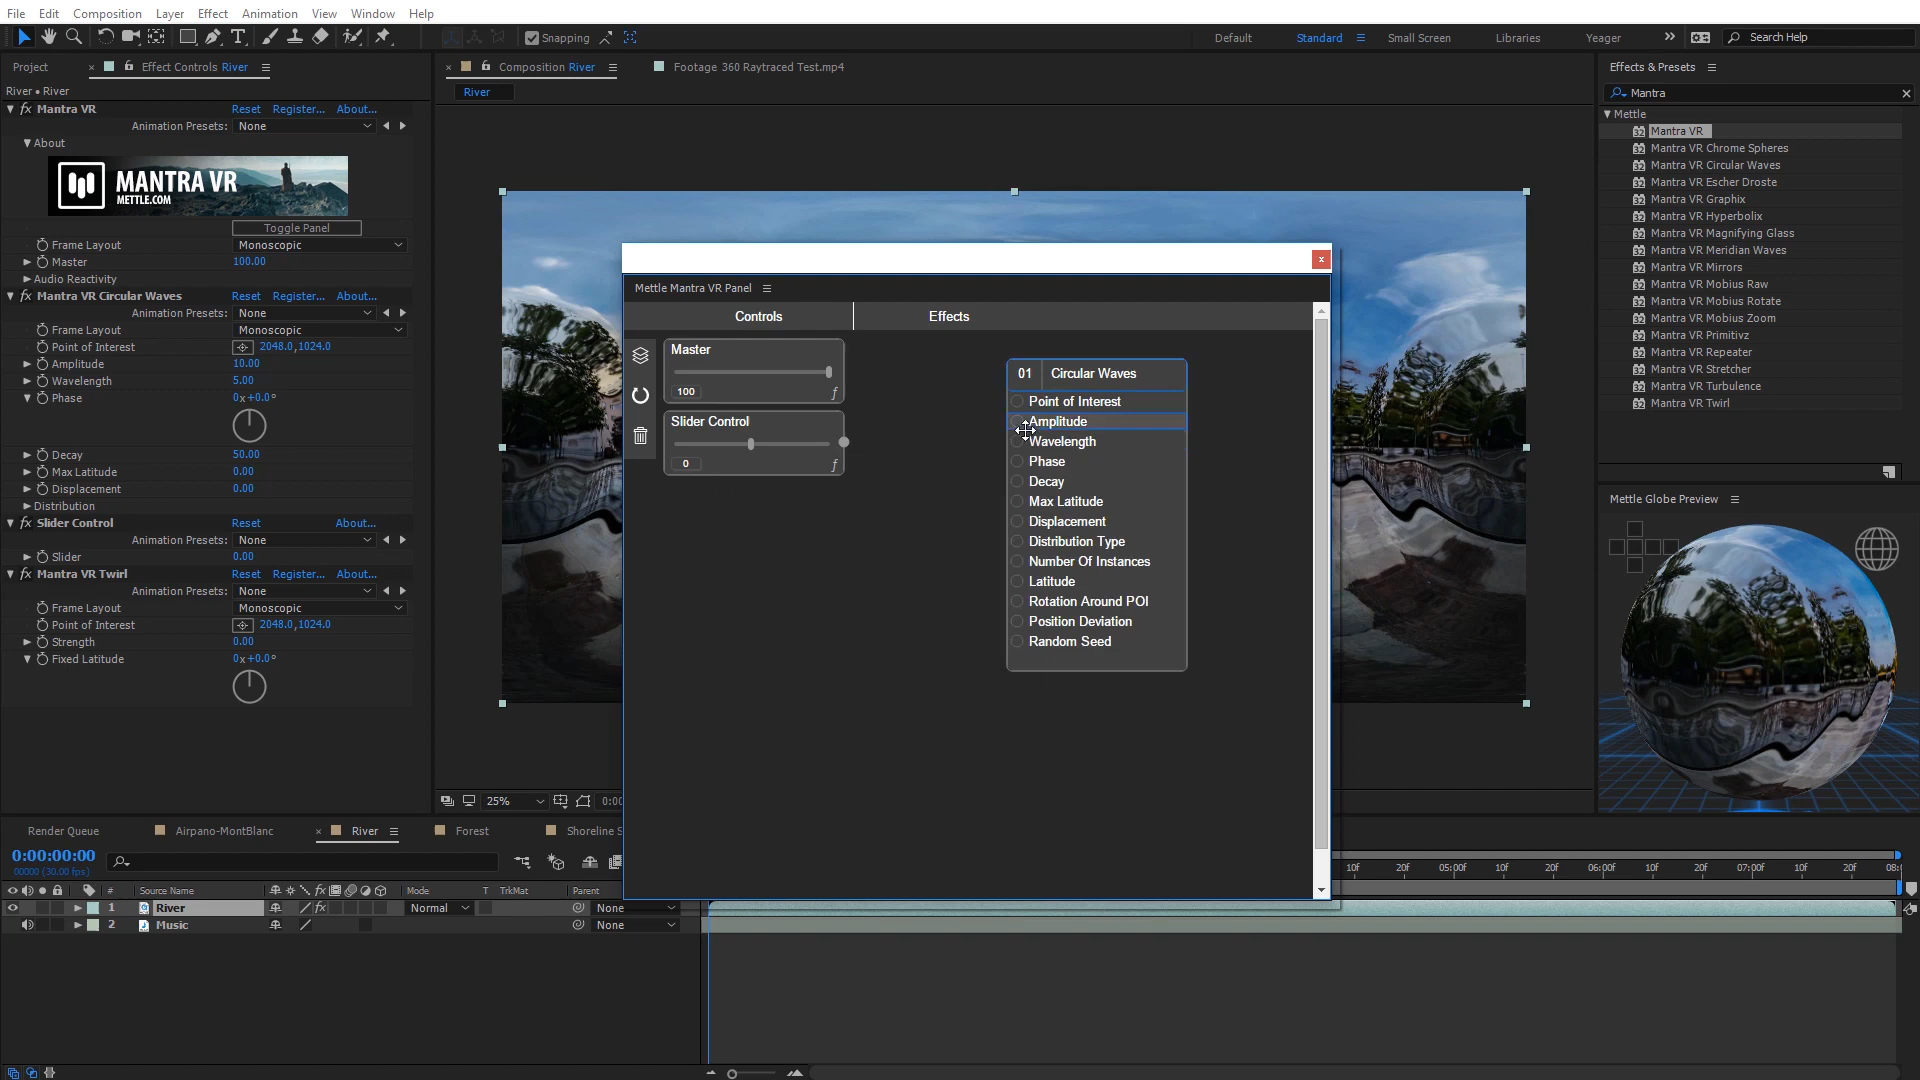 File Edit Composition Layer Effect Animation View Window Help
Snapping Default Standard Small Screen Libraries Yeager Search Help
Project Effect Controls River
River • River
Mantra VR Reset Register... About...
Animation Presets: None
About
MANTRA VR
METTLE.COM
Toggle Panel
Frame Layout Monoscopic
Master 100.00
Audio Reactivity
Mantra VR Circular Waves Reset Register... About...
Animation Presets: None
Frame Layout Monoscopic
Point of Interest 2048.0,1024.0
Amplitude 10.00
Wavelength 5.00
Phase 0x+0.0°
Decay 50.00
Max Latitude 0.00
Displacement 0.00
Distribution
Slider Control Reset About...
Animation Presets: None
Slider 0.00
Mantra VR Twirl Reset Register... About...
Animation Presets: None
Frame Layout Monoscopic
Point of Interest 2048.0,1024.0
Strength 0.00
Fixed Latitude 0x+0.0°
Composition River Footage 360 Raytraced Test.mp4
River
Mettle Mantra VR Panel
Controls Effects
Master
100 f
Slider Control
0 f
01 Circular Waves
Point of Interest
Amplitude
Wavelength
Phase
Decay
Max Latitude
Displacement
Distribution Type
Number Of Instances
Latitude
Rotation Around POI
Position Deviation
Random Seed
25% 0:00
Effects & Presets
Mantra
Mettle
Mantra VR
Mantra VR Chrome Spheres
Mantra VR Circular Waves
Mantra VR Escher Droste
Mantra VR Graphix
Mantra VR Hyperbolix
Mantra VR Magnifying Glass
Mantra VR Meridian Waves
Mantra VR Mirrors
Mantra VR Mobius Raw
Mantra VR Mobius Rotate
Mantra VR Mobius Zoom
Mantra VR Primitivz
Mantra VR Repeater
Mantra VR Stretcher
Mantra VR Turbulence
Mantra VR Twirl
Mettle Globe Preview
Render Queue Airpano-MontBlanc River Forest Shoreline S
0:00:00:00
00000 (30.00 fps)
# Source Name Mode T TrkMat Parent
1 River Normal None
2 Music None
10f 20f 05:00f 10f 20f 06:00f 10f 20f 07:00f 10f 20f 08: